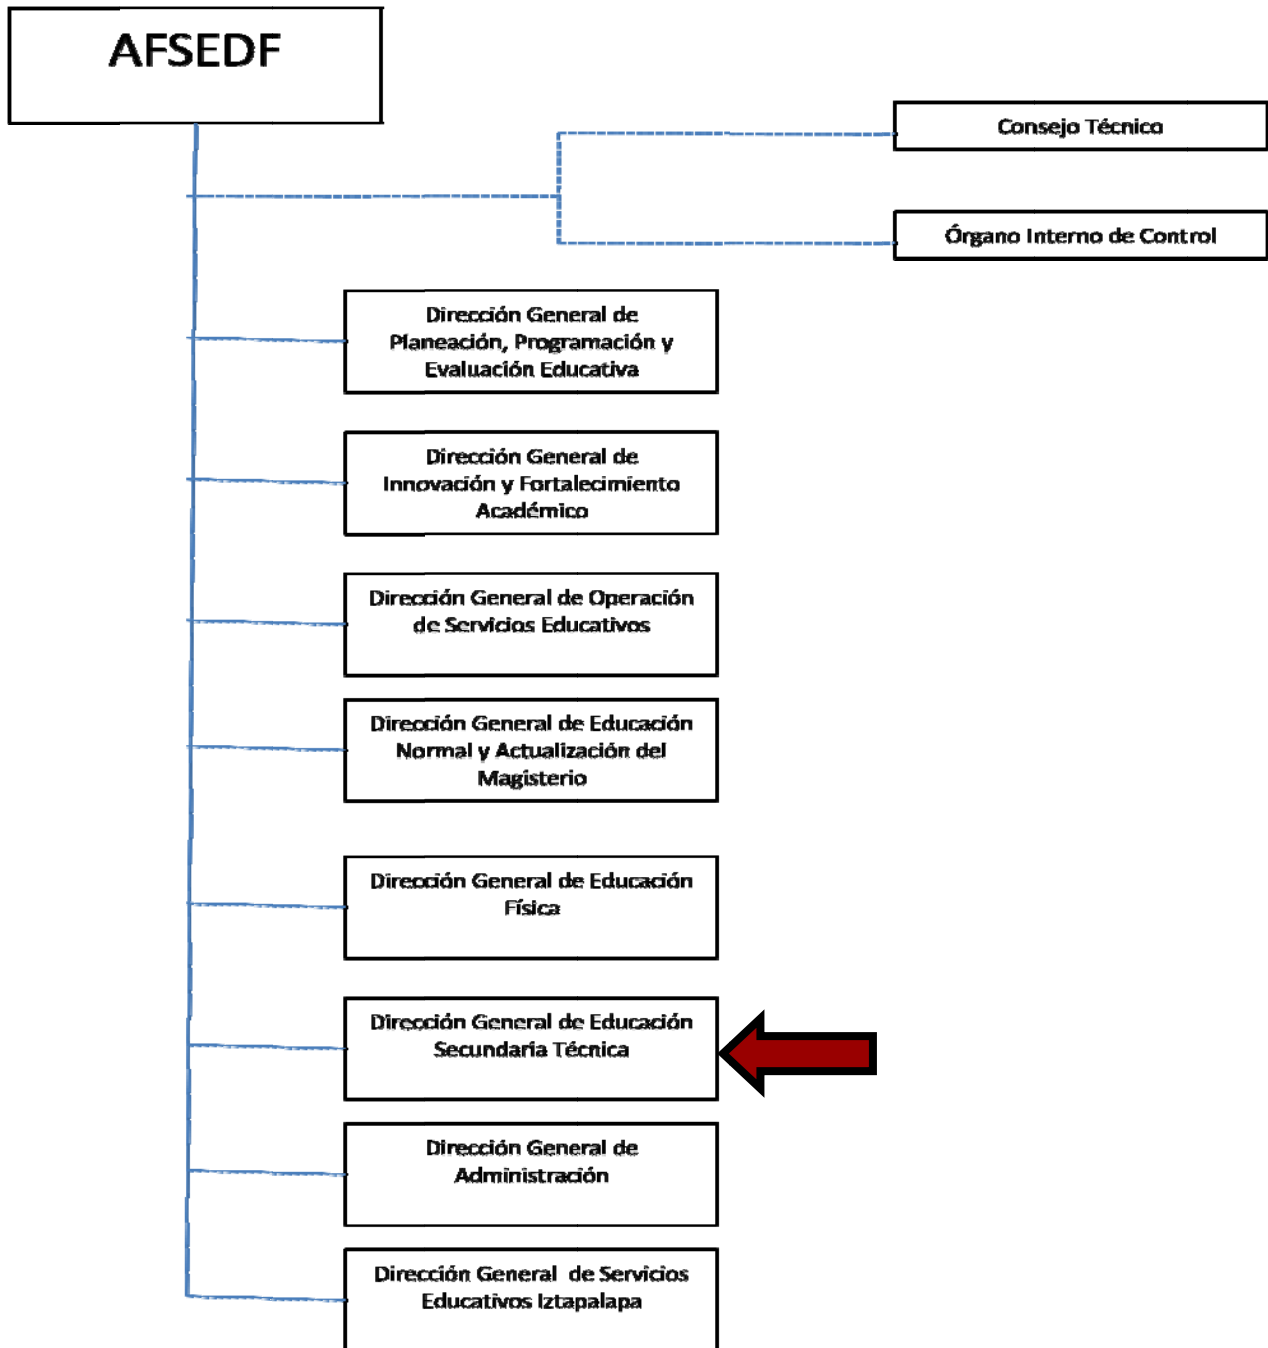 AFSEDF
Consejo Técnico
Órgano Interno de Control
Dirección General de
Planeación, Programación y
Evaluación Educativa
Dirección General de
Innovación y Fortalecimiento
Académico
Dirección General de Operación
de Servicios Educativos
Dirección General de Educación
Normal y Actualización del
Magisterio
Dirección General de Educación
Física
Dirección General de Educación
Secundaria Técnica
Dirección General de
Administración
Dirección General de Servicios
Educativos Iztapalapa